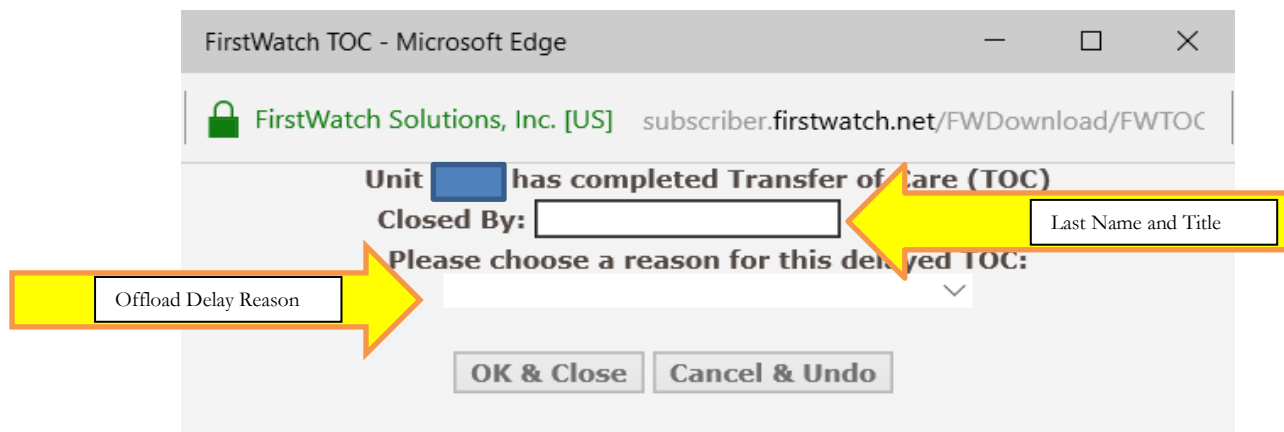 FirstWatch TOC - Microsoft Edge
FirstWatch Solutions, Inc. [US] subscriber.firstwatch.net/FWDownload/FWTOC
Unit has completed Transfer of Care (TOC)
Closed By:
Last Name and Title
Please choose a reason for this delayed TOC:
Offload Delay Reason
OK & Close Cancel & Undo